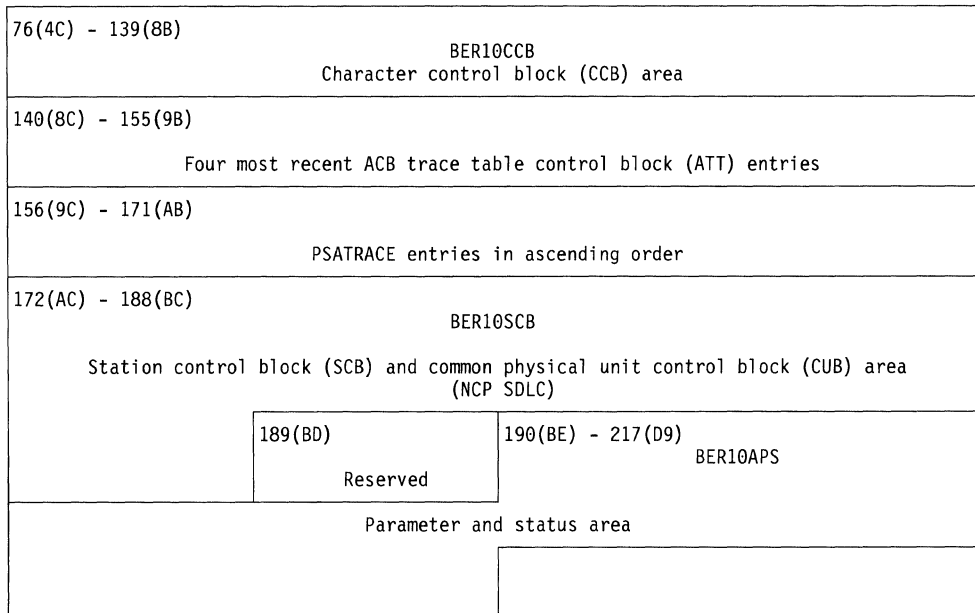 76(4C) - 139(8B)
BER10CCB
Character control block (CCB) area
140(8C) - 155(9B)
Four most recent ACB trace table control block (ATT) entries
156(9C) - 171(AB)
PSATRACE entries in ascending order
172(AC) - 188(BC)
BER10SCB
Station control block (SCB) and common physical unit control block (CUB) area
(NCP SDLC)
189(BD)
Reserved
190(BE) - 217(D9)
BER10APS
Parameter and status area